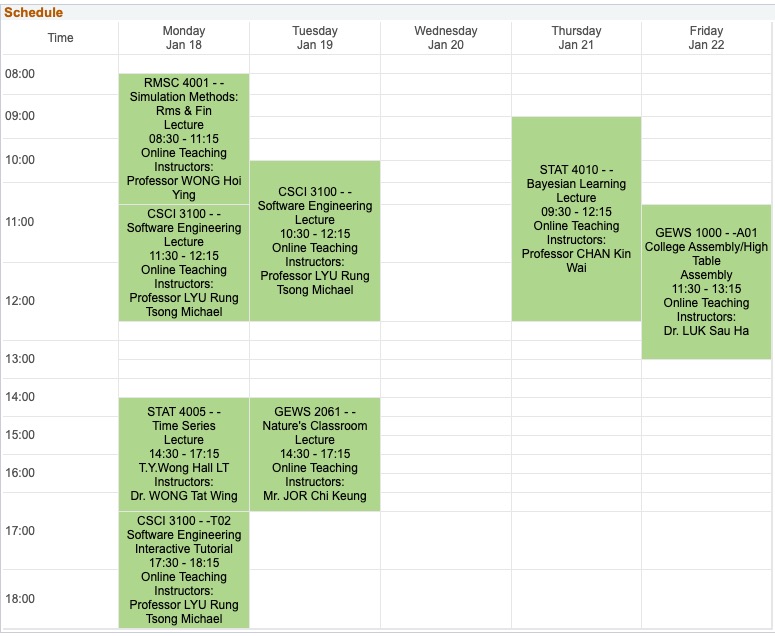 Schedule
Time
Monday
Jan 18
Tuesday
Jan 19
Wednesday
Jan 20
Thursday
Jan 21
Friday
Jan 22
08:00
09:00
10:00
11:00
12:00
13:00
14:00
15:00
16:00
17:00
18:00
RMSC 4001 - -
Simulation Methods:
Rms & Fin
Lecture
08:30 - 11:15
Online Teaching
Instructors:
Professor WONG Hoi
Ying
CSCI 3100 - -
Software Engineering
Lecture
11:30 - 12:15
Online Teaching
Instructors:
Professor LYU Rung
Tsong Michael
STAT 4005 - -
Time Series
Lecture
14:30 - 17:15
T.Y.Wong Hall LT
Instructors:
Dr. WONG Tat Wing
CSCI 3100 - -T02
Software Engineering
Interactive Tutorial
17:30 - 18:15
Online Teaching
Instructors:
Professor LYU Rung
Tsong Michael
CSCI 3100 - -
Software Engineering
Lecture
10:30 - 12:15
Online Teaching
Instructors:
Professor LYU Rung
Tsong Michael
GEWS 2061 - -
Nature's Classroom
Lecture
14:30 - 17:15
Online Teaching
Instructors:
Mr. JOR Chi Keung
STAT 4010 - -
Bayesian Learning
Lecture
09:30 - 12:15
Online Teaching
Instructors:
Professor CHAN Kin
Wai
GEWS 1000 - -A01
College Assembly/High
Table
Assembly
11:30 - 13:15
Online Teaching
Instructors:
Dr. LUK Sau Ha